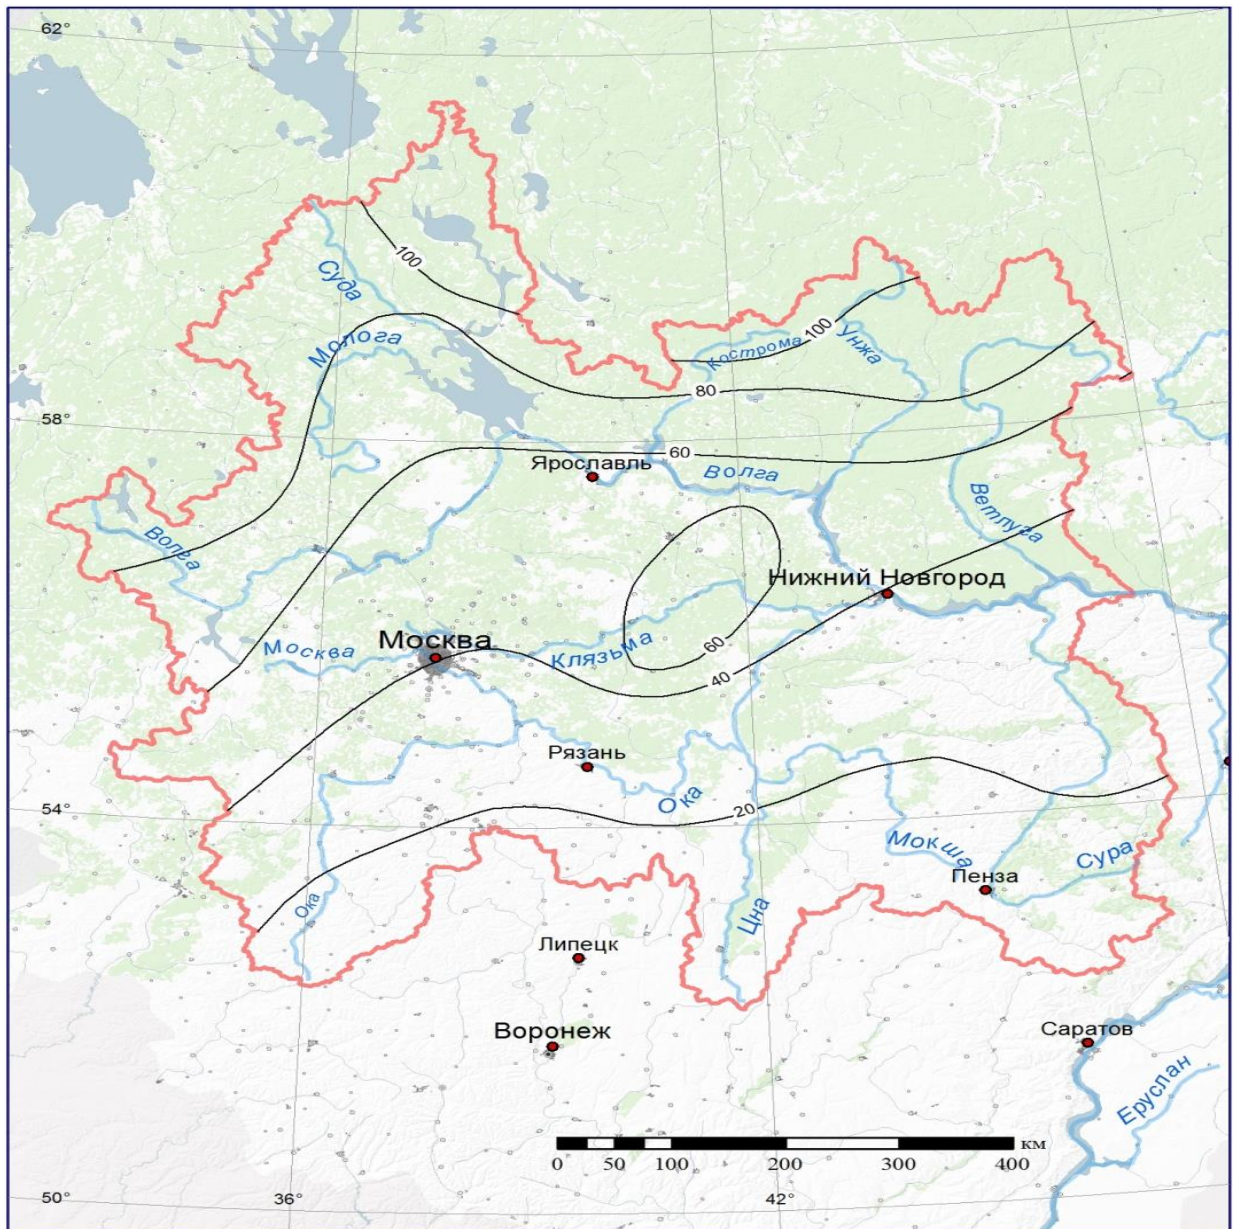 62°
100
Суда
Молога
100
Кострома
Унжа
80
58°
60
Ярославль
Волга
Ветлуга
Волга
Нижний Новгород
Москва
Москва
Клязьма
60
40
Рязань
Ока
54°
20
Мокша
Сура
Пенза
Ока
Цна
Липецк
Воронеж
Саратов
Еруслан
км
0 50 100 200 300 400
50°
36°
42°